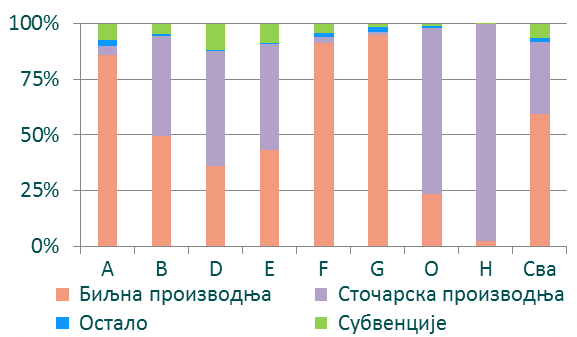 100%
75%
50%
25%
0%
A B D E F G O H Сва
Биљна производња Сточарска производња
Остало Субвенције